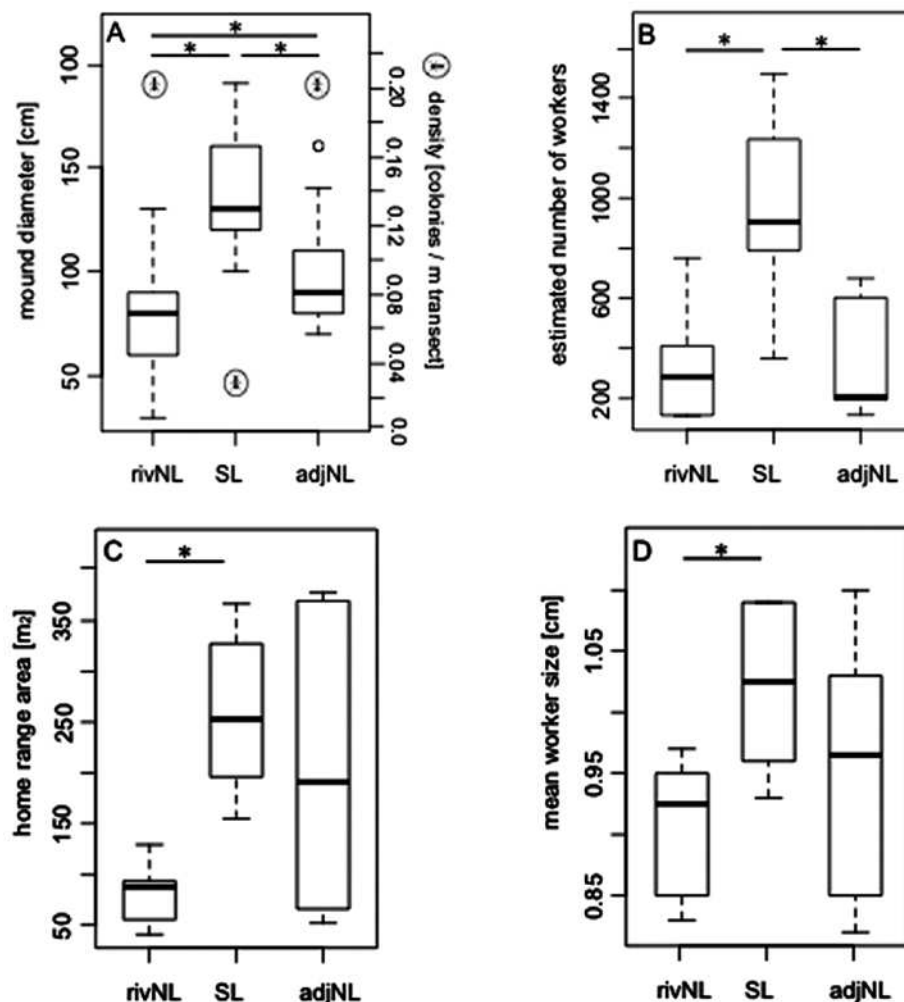 A
mound diameter [cm]
100
150
100
50
* * *
0.20
0.16
0.12
0.08
0.04
0.0
density [colonies / m transect]
rivNL SL adjNL
B
estimated number of workers
1400
1000
600
200
* *
rivNL SL adjNL
C
home range area [m2]
350
250
150
50
*
rivNL SL adjNL
D
mean worker size [cm]
1.05
0.95
0.85
*
rivNL SL adjNL